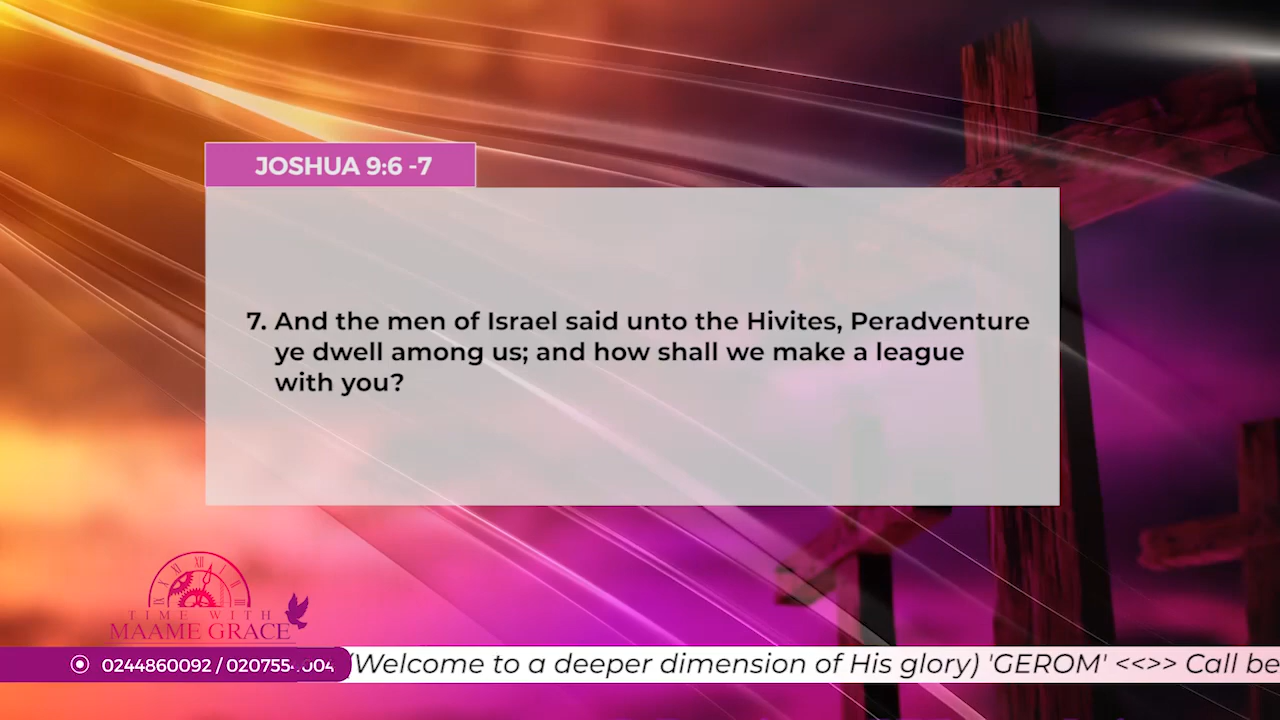 JOSHUA 9:6 -7
7. And the men of Israel said unto the Hivites, Peradventure
ye dwell among us; and how shall we make a league
with you?
TIME WITH
MAAME GRACE
0244860092 / (Welcome to a deeper dimension of His glory) 'GEROM' <<>> Call be